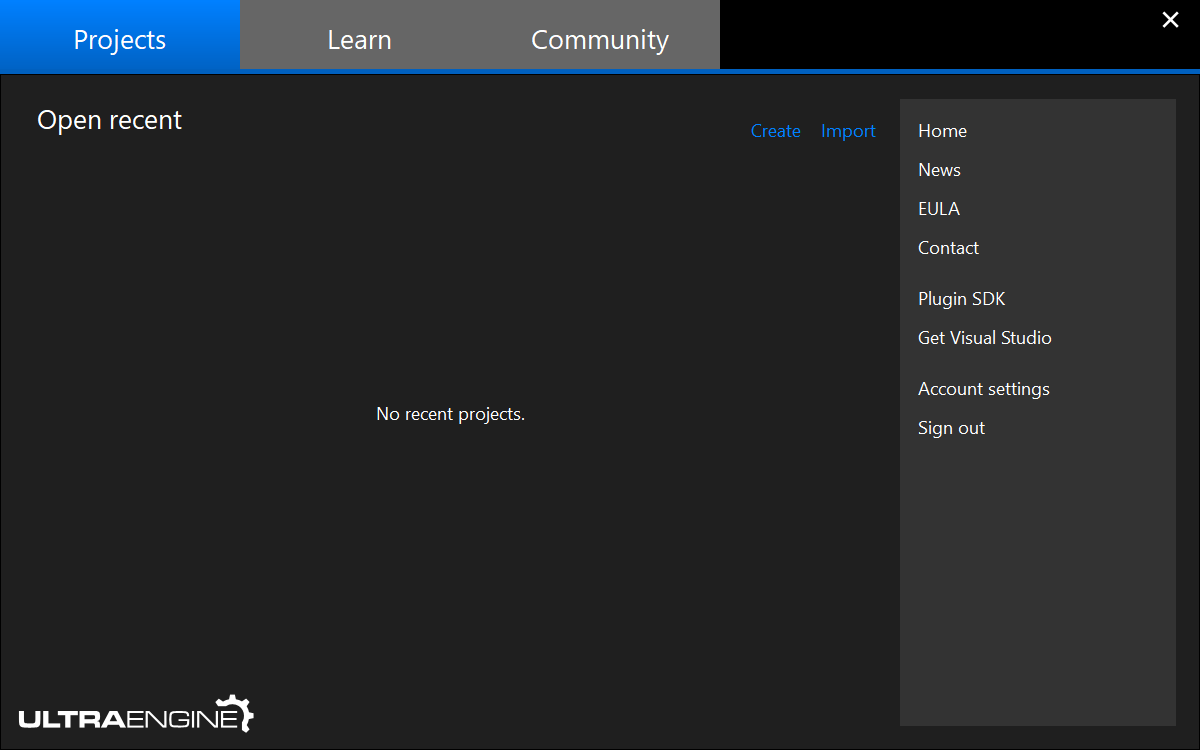 Projects
Learn
Community
Open recent
Create
Import
No recent projects.
Home
News
EULA
Contact
Plugin SDK
Get Visual Studio
Account settings
Sign out
ULTRAENGINE